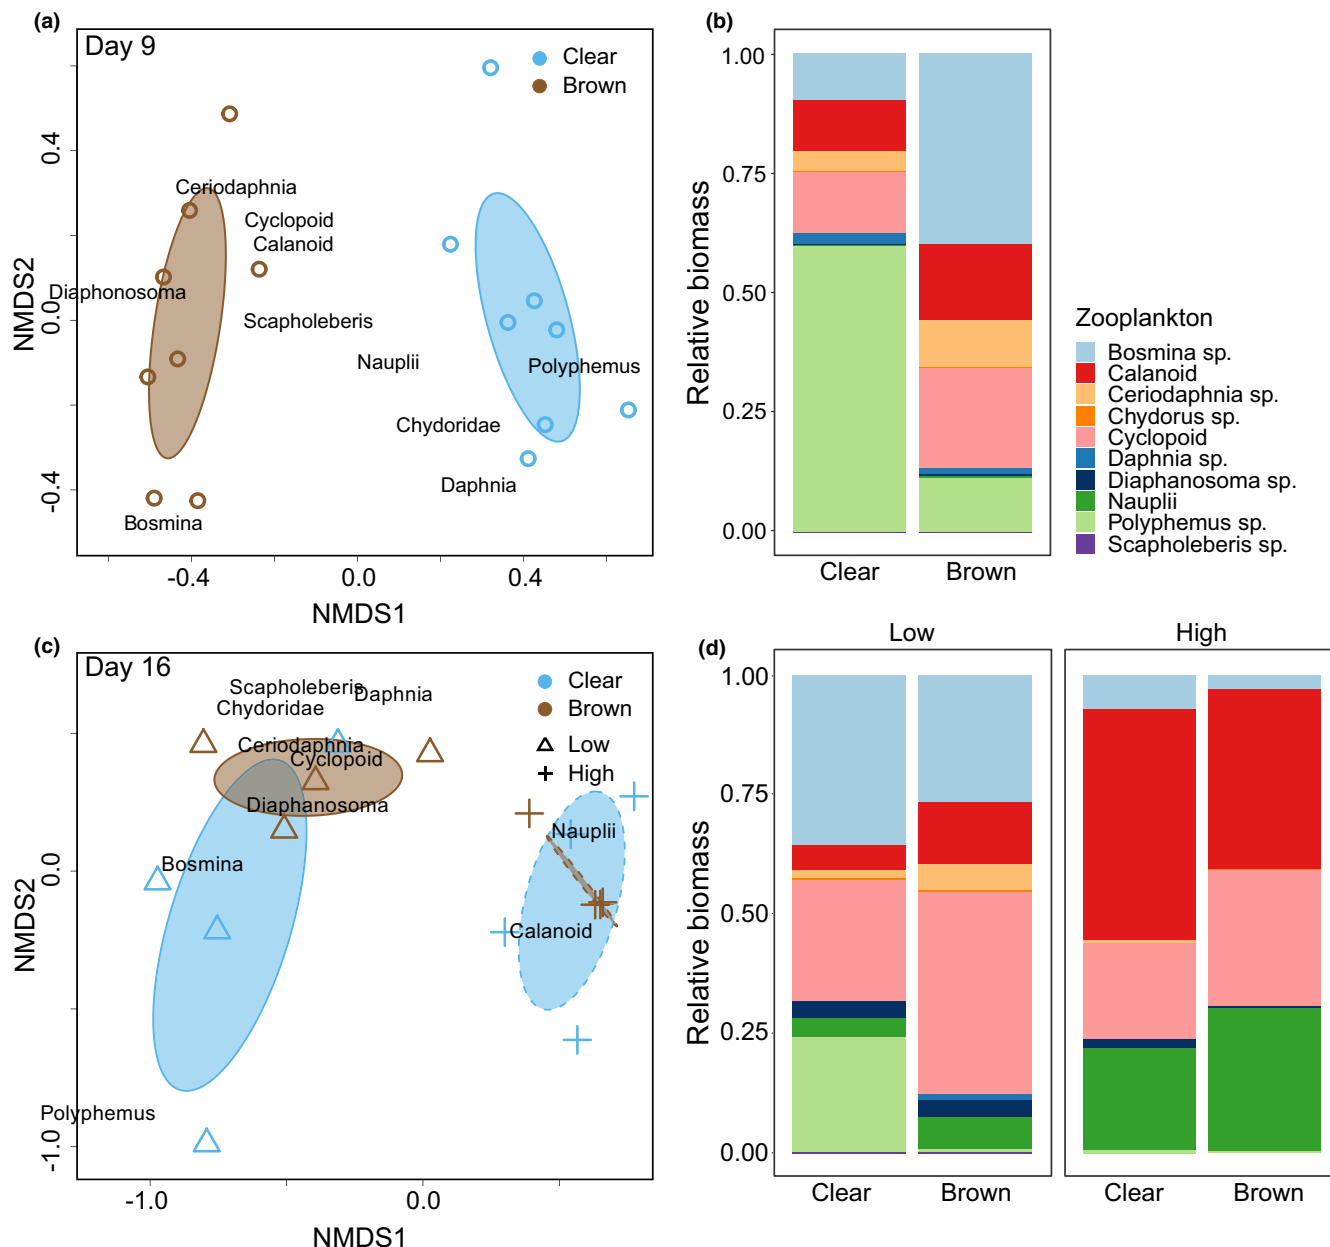 (a)
Day 9
Clear
Brown
Ceriodaphnia
Cyclopoid
Calanoid
Diaphonosoma
Scapholeberis
Nauplii
Polyphemus
Chydoridae
Daphnia
Bosmina
0.4
0.0
-0.4
NMDS2
-0.4
0.0
0.4
NMDS1
(b)
1.00
0.75
0.50
0.25
0.00
Relative biomass
Clear
Brown
Zooplankton
Bosmina sp.
Calanoid
Ceriodaphnia sp.
Chydorus sp.
Cyclopoid
Daphnia sp.
Diaphanosoma sp.
Nauplii
Polyphemus sp.
Scapholeberis sp.
(c)
Day 16
Clear
Brown
Low
High
Scapholeberis
Daphnia
Chydoridae
Ceriodaphnia
Cyclopoid
Diaphanosoma
Nauplii
Bosmina
Calanoid
Polyphemus
0.0
-1.0
NMDS2
-1.0
0.0
NMDS1
(d)
Low
High
1.00
0.75
0.50
0.25
0.00
Relative biomass
Clear
Brown
Clear
Brown